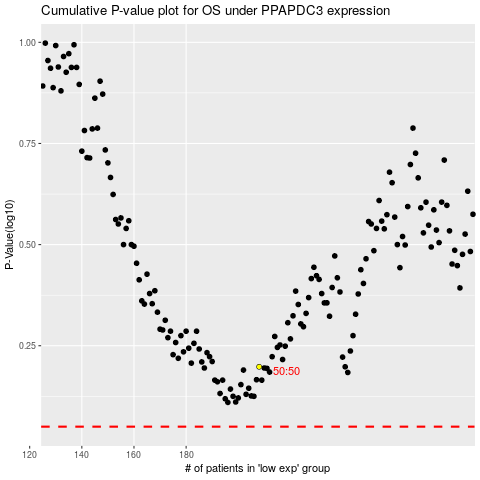 Cumulative P-value plot for OS under PPAPDC3 expression
1.00
0.75
0.50
0.25
P-Value(log10)
50:50
120 140 160 180
# of patients in 'low exp' group